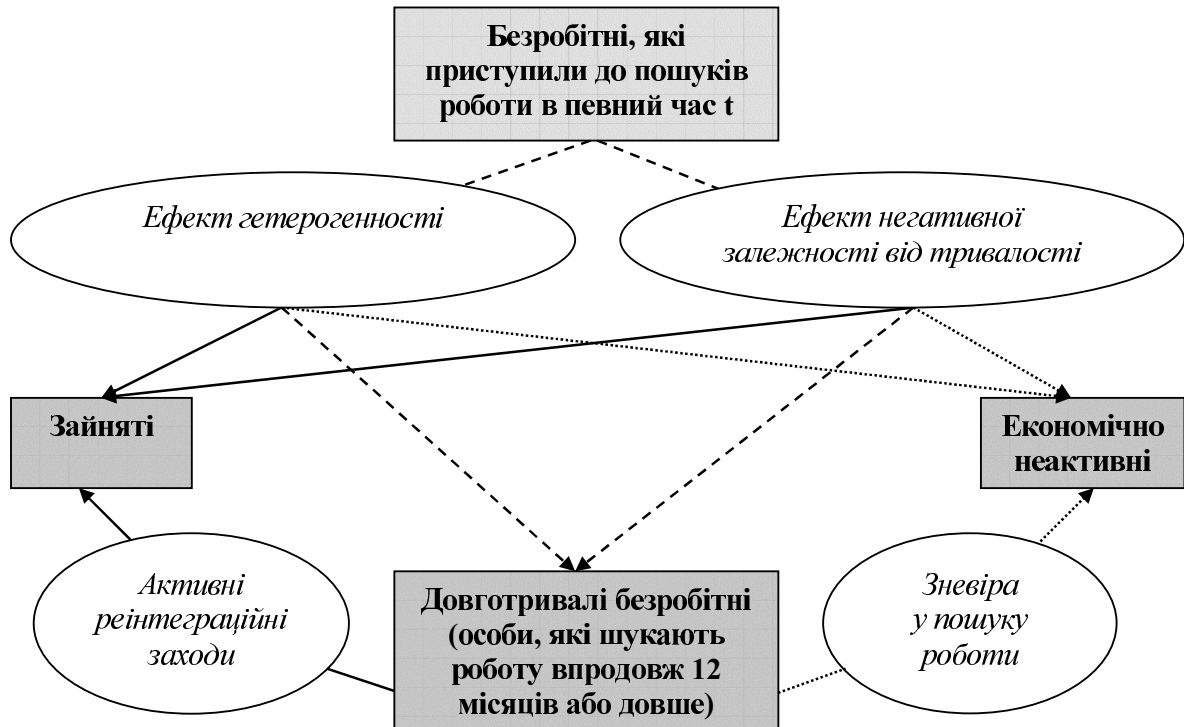 Безробітні, які
приступили до пошуків
роботи в певний час t
Ефект гетерогенності
Ефект негативної
залежності від тривалості
Зайняті
Економічно
неактивні
Активні
реінтеграційні
заходи
Довготривалі безробітні
(особи, які шукають
роботу впродовж 12
місяців або довше)
Зневіра
у пошуку
роботи